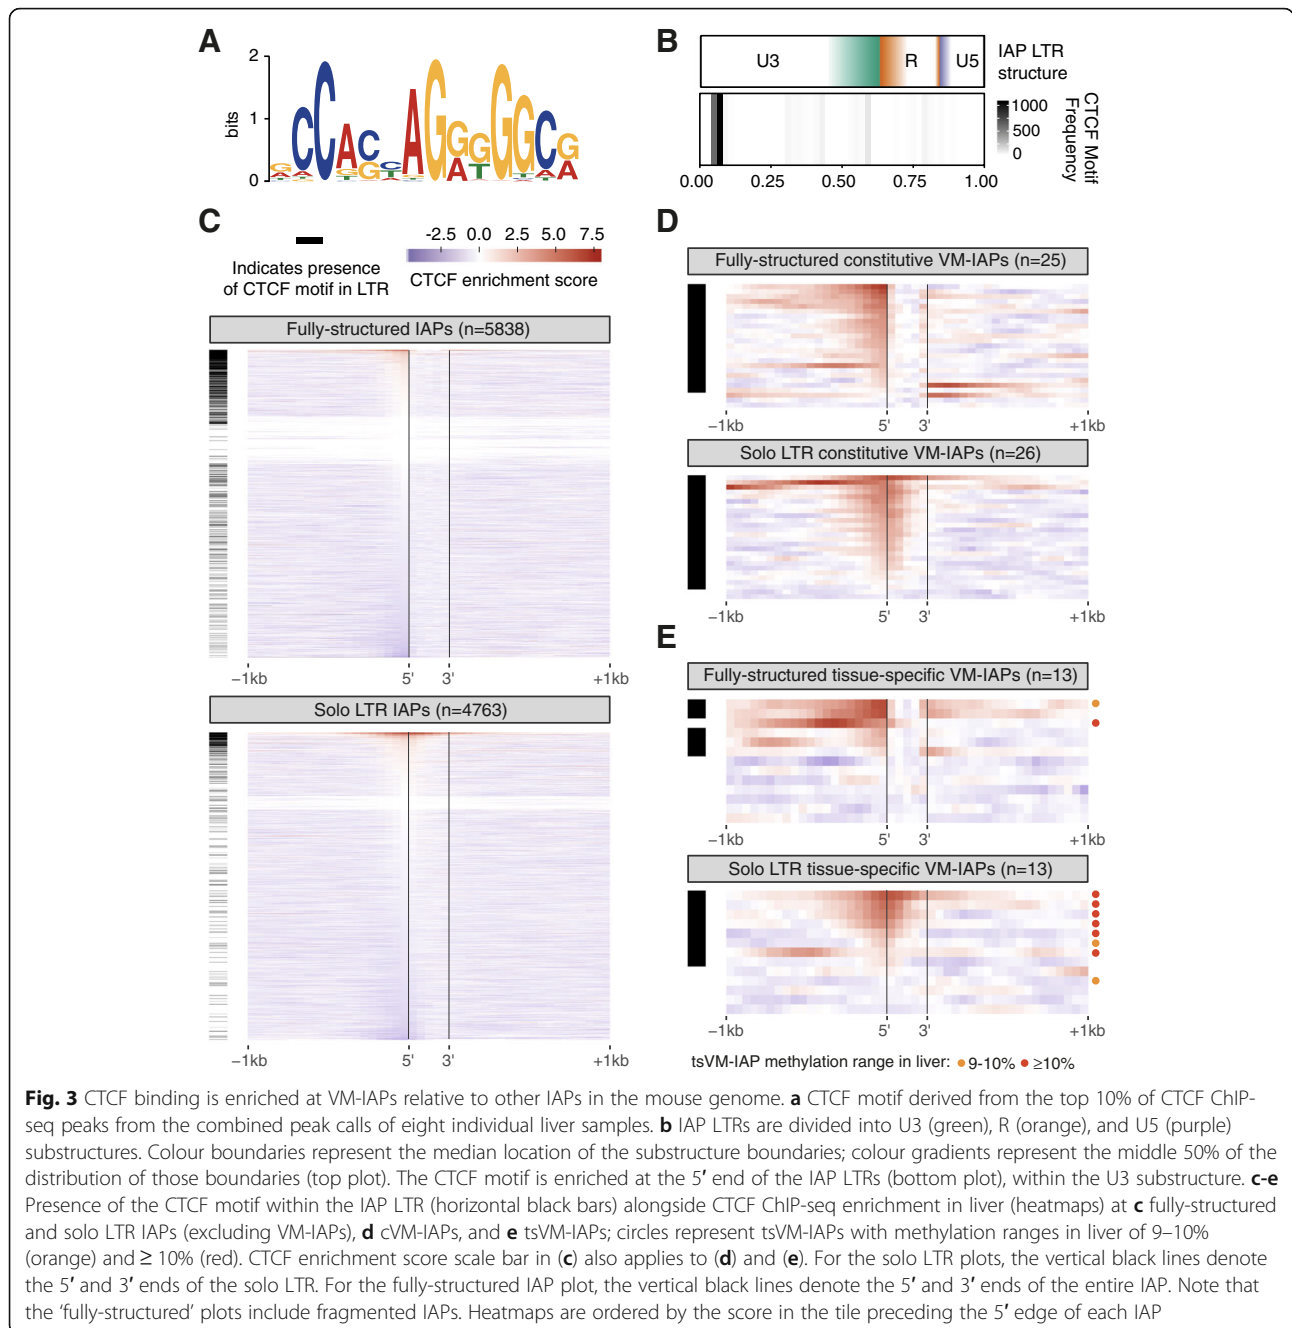 A
2
1
0
bits
B
U3
R
U5
IAP LTR
structure
1000
500
0
CTCF Motif
Frequency
0.00
0.25
0.50
0.75
1.00
C
Indicates presence
of CTCF motif in LTR
-2.5
0.0
2.5
5.0
7.5
CTCF enrichment score
Fully-structured IAPs (n=5838)
−1kb
5'
3'
+1kb
Solo LTR IAPs (n=4763)
−1kb
5'
3'
+1kb
D
Fully-structured constitutive VM-IAPs (n=25)
−1kb
5'
3'
+1kb
Solo LTR constitutive VM-IAPs (n=26)
−1kb
5'
3'
+1kb
E
Fully-structured tissue-specific VM-IAPs (n=13)
−1kb
5'
3'
+1kb
Solo LTR tissue-specific VM-IAPs (n=13)
−1kb
5'
3'
+1kb
tsVM-IAP methylation range in liver: 9-10% ≥10%
Fig. 3 CTCF binding is enriched at VM-IAPs relative to other IAPs in the mouse genome. a CTCF motif derived from the top 10% of CTCF ChIP-
seq peaks from the combined peak calls of eight individual liver samples. b IAP LTRs are divided into U3 (green), R (orange), and U5 (purple)
substructures. Colour boundaries represent the median location of the substructure boundaries; colour gradients represent the middle 50% of the
distribution of those boundaries (top plot). The CTCF motif is enriched at the 5′ end of the IAP LTRs (bottom plot), within the U3 substructure. c-e
Presence of the CTCF motif within the IAP LTR (horizontal black bars) alongside CTCF ChIP-seq enrichment in liver (heatmaps) at c fully-structured
and solo LTR IAPs (excluding VM-IAPs), d cVM-IAPs, and e tsVM-IAPs; circles represent tsVM-IAPs with methylation ranges in liver of 9–10%
(orange) and ≥ 10% (red). CTCF enrichment score scale bar in (c) also applies to (d) and (e). For the solo LTR plots, the vertical black lines denote
the 5′ and 3′ ends of the solo LTR. For the fully-structured IAP plot, the vertical black lines denote the 5′ and 3′ ends of the entire IAP. Note that
the ‘fully-structured’ plots include fragmented IAPs. Heatmaps are ordered by the score in the tile preceding the 5′ edge of each IAP